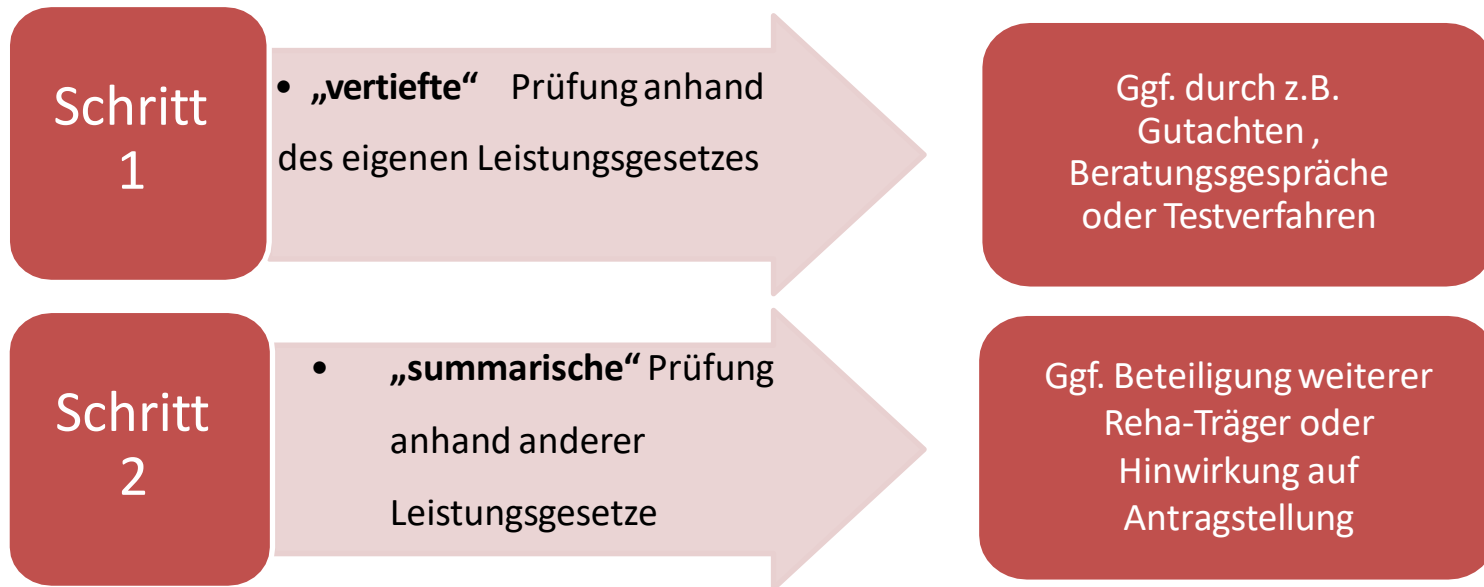 Schritt
1
• „vertiefte“ Prüfung anhand
des eigenen Leistungsgesetzes
Ggf. durch z.B.
Gutachten ,
Beratungsgespräche
oder Testverfahren
Schritt
2
• „summarische“ Prüfung
anhand anderer
Leistungsgesetze
Ggf. Beteiligung weiterer
Reha-Träger oder
Hinwirkung auf
Antragstellung